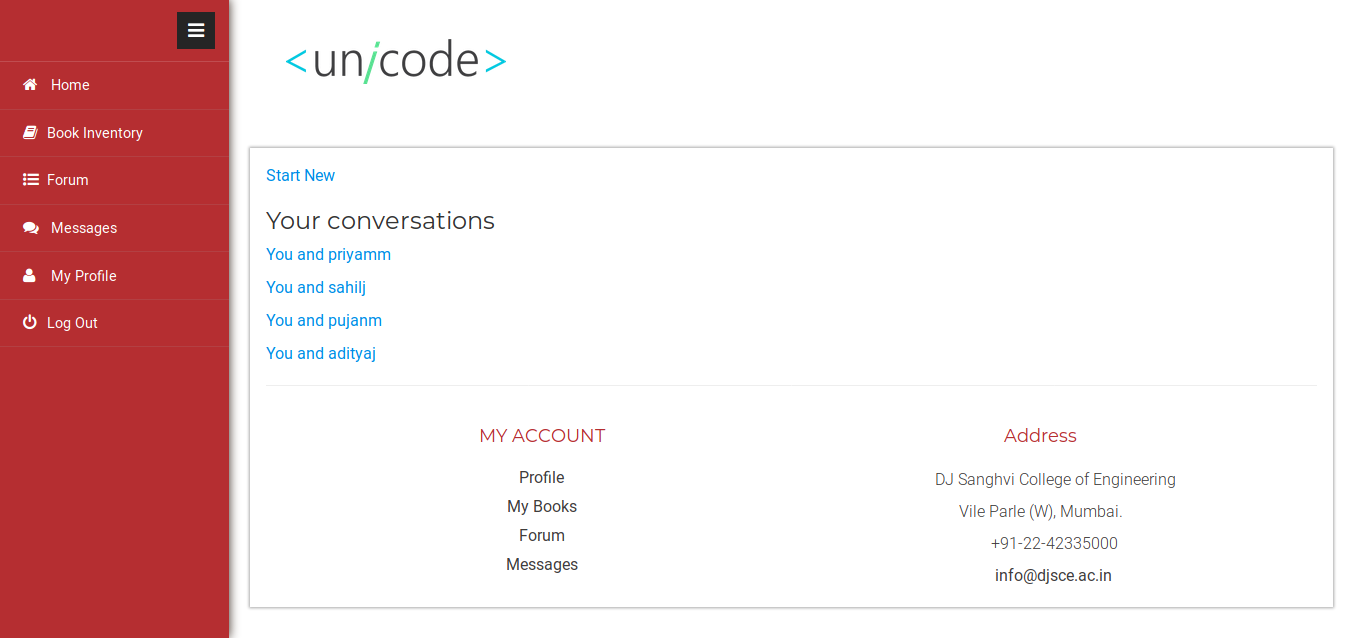 Home
Book Inventory
Forum
Messages
My Profile
Log Out
<unicode>
Start New
Your conversations
You and priyamm
You and sahilj
You and pujanm
You and adityaj
MY ACCOUNT
Profile
My Books
Forum
Messages
Address
DJ Sanghvi College of Engineering
Vile Parle (W), Mumbai.
+91-22-42335000
info@djsce.ac.in